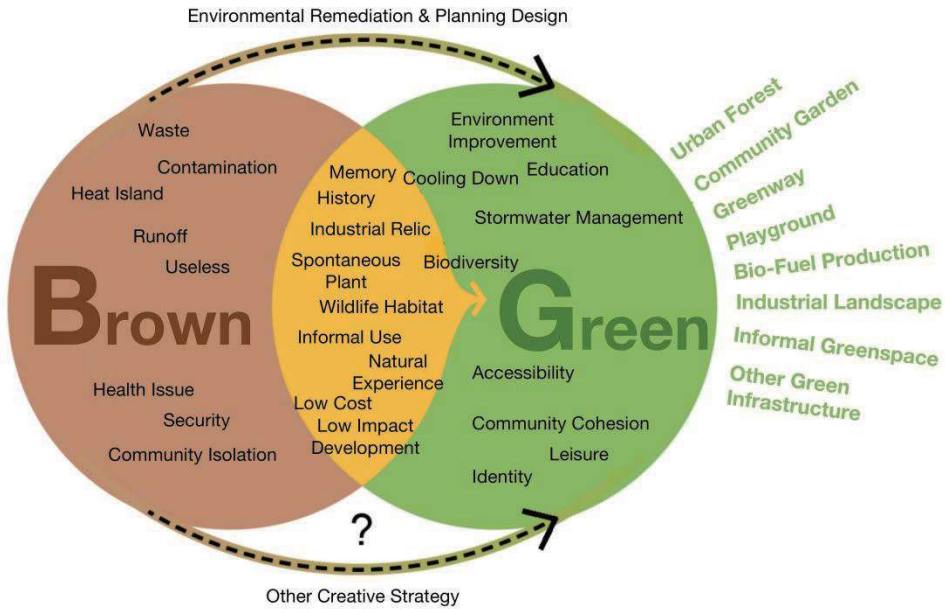 Environmental Remediation & Planning Design
Waste
Contamination
Heat Island
Runoff
Useless
Brown
Health Issue
Security
Community Isolation
Memory
History
Industrial Relic
Spontaneous
Plant
Wildlife Habitat
Informal Use
Natural
Experience
Low Cost
Low Impact
Development
Environment
Improvement
Cooling Down
Education
Stormwater Management
Biodiversity
Green
Accessibility
Community Cohesion
Leisure
Identity
Urban Forest
Community Garden
Greenway
Playground
Bio-Fuel Production
Industrial Landscape
Informal Greenspace
Other Green
Infrastructure
?
Other Creative Strategy